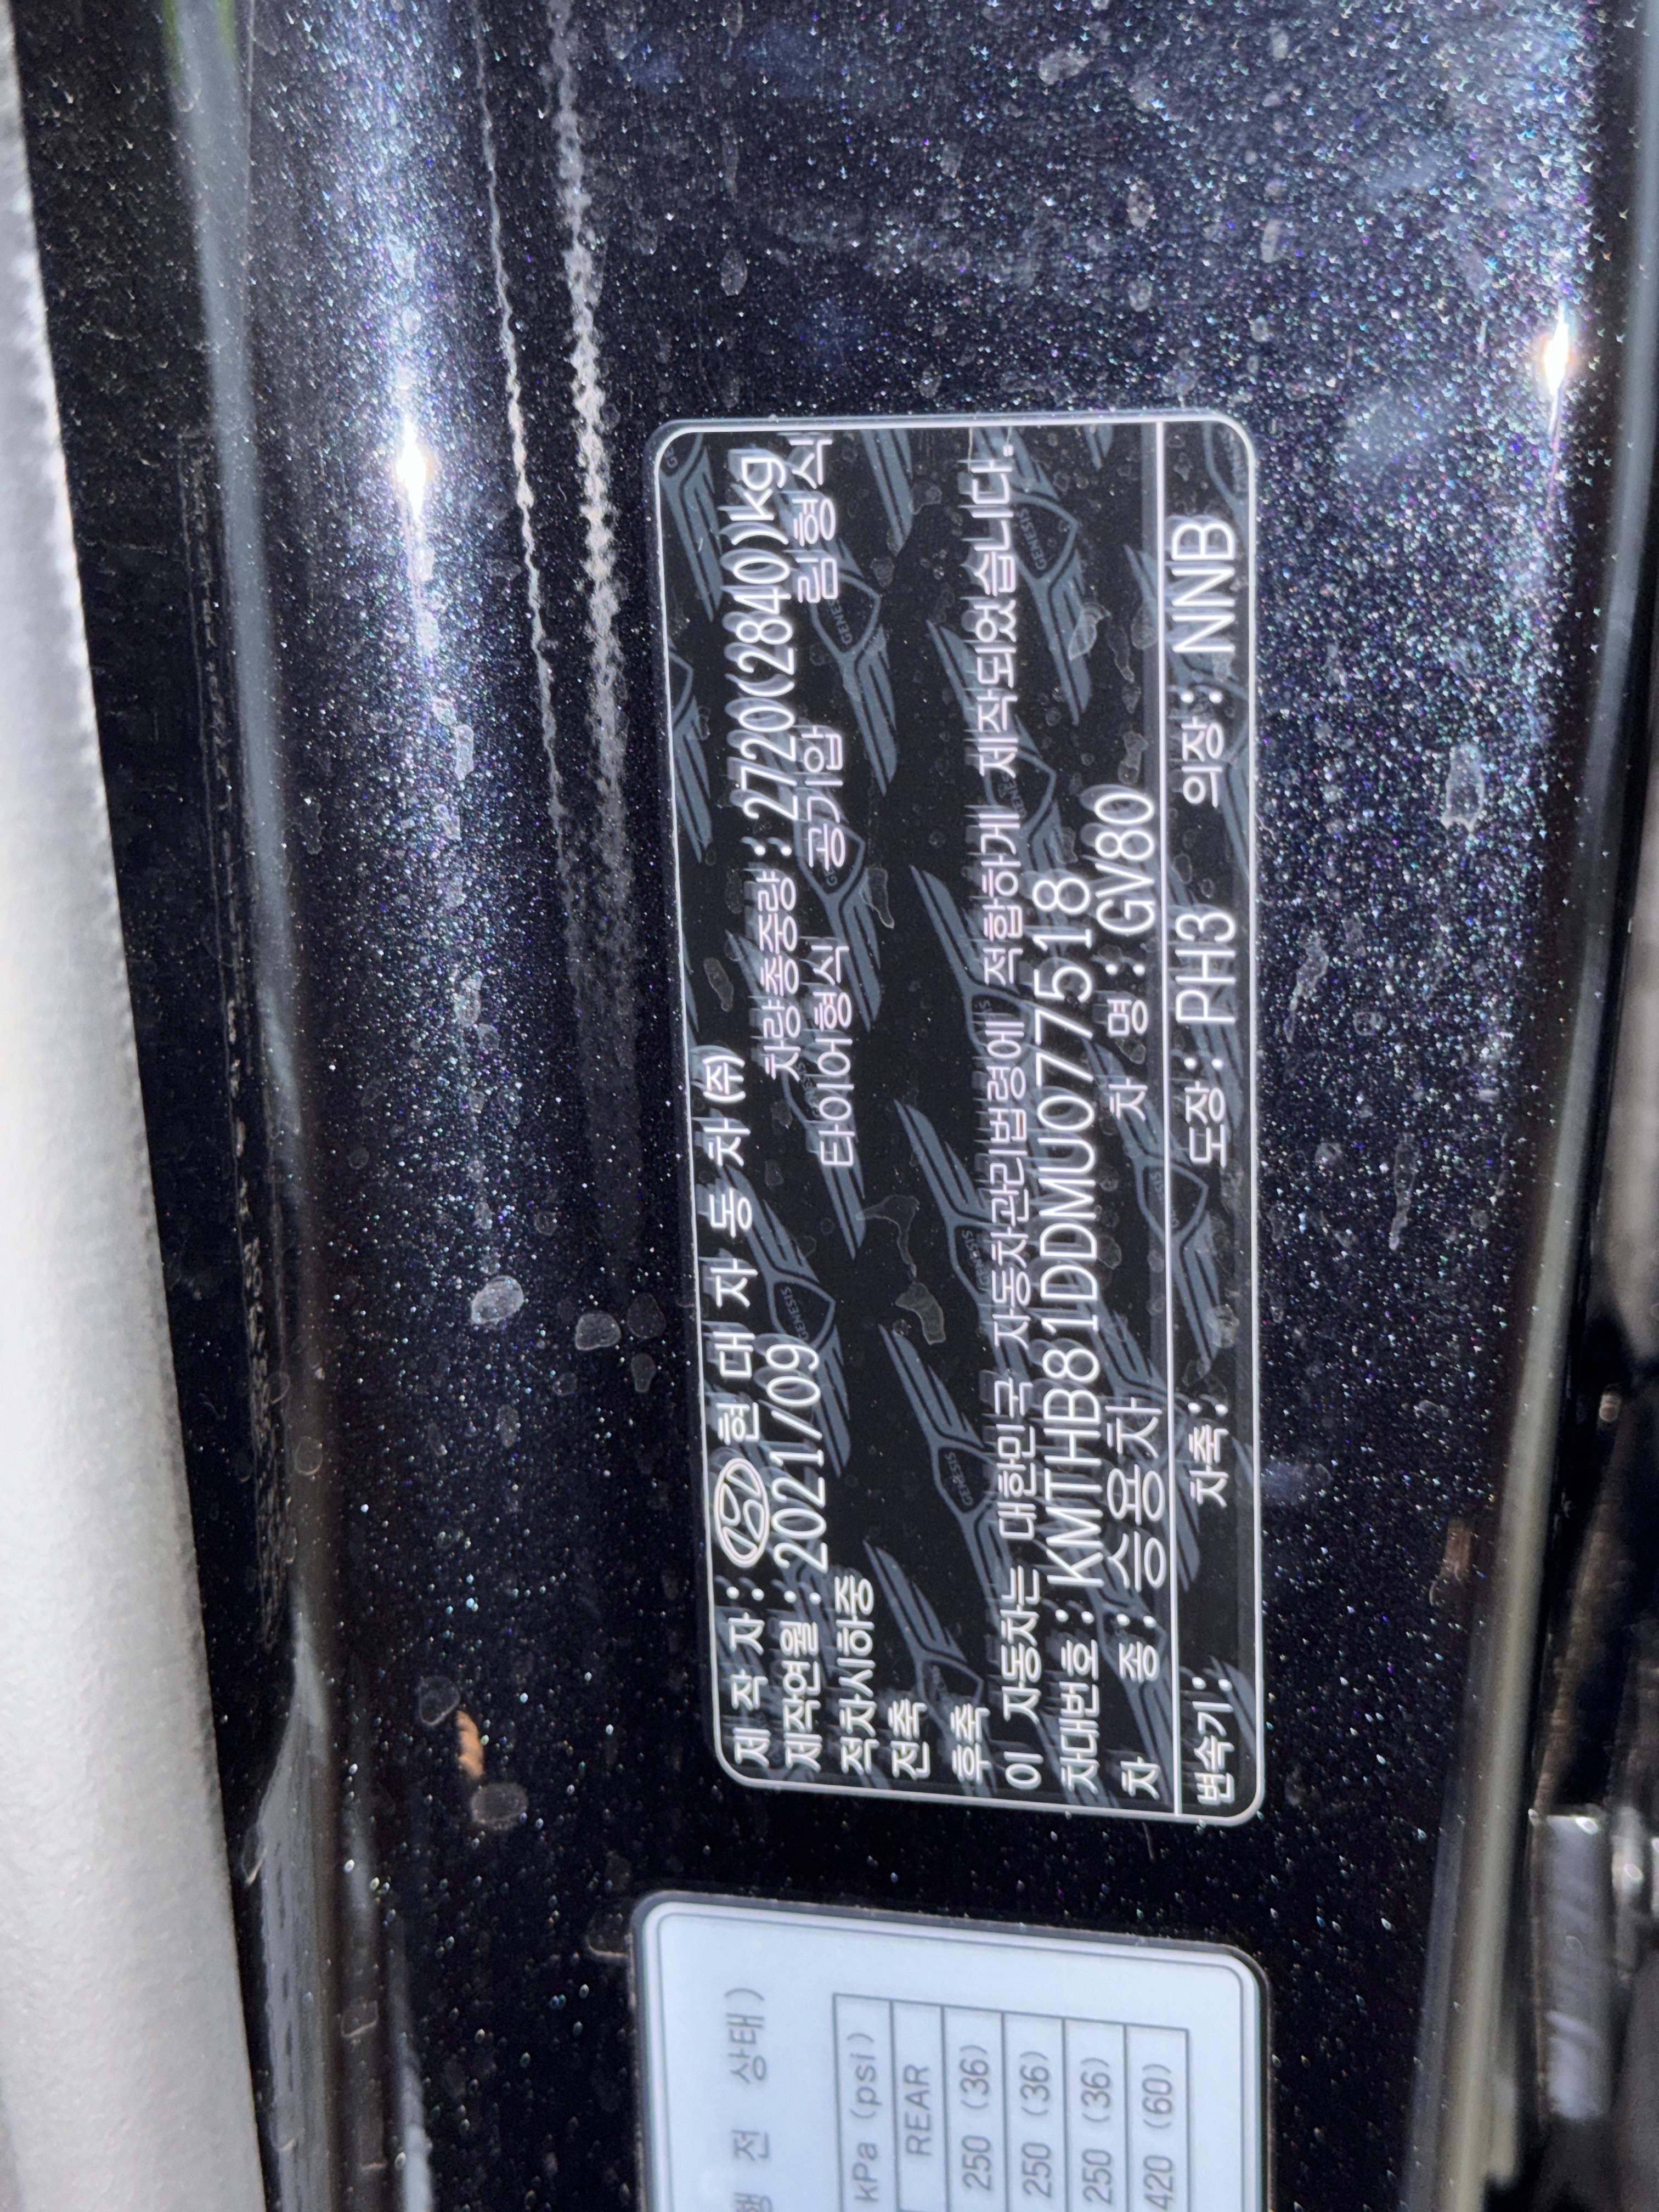 제 작 자 : 현 대 자 동 차 (주)
제작연월 : 2021/09 차량총중량 : 2720(2840)kg
적차시하중 타이어형식 공기압 림형식
전축
후축
이 자동차는 대한민국 자동차관리법령에 적합하게 제작되었습니다.
차대번호 : KMTHB81DDMU077518
차 종 : 승용차 차 명 : GV80
변속기: 차축: 도장: PH3 의장: NNB
GENESIS
전 상태)
kPa (psi)
REAR
250 (36)
250 (36)
250 (36)
420 (60)